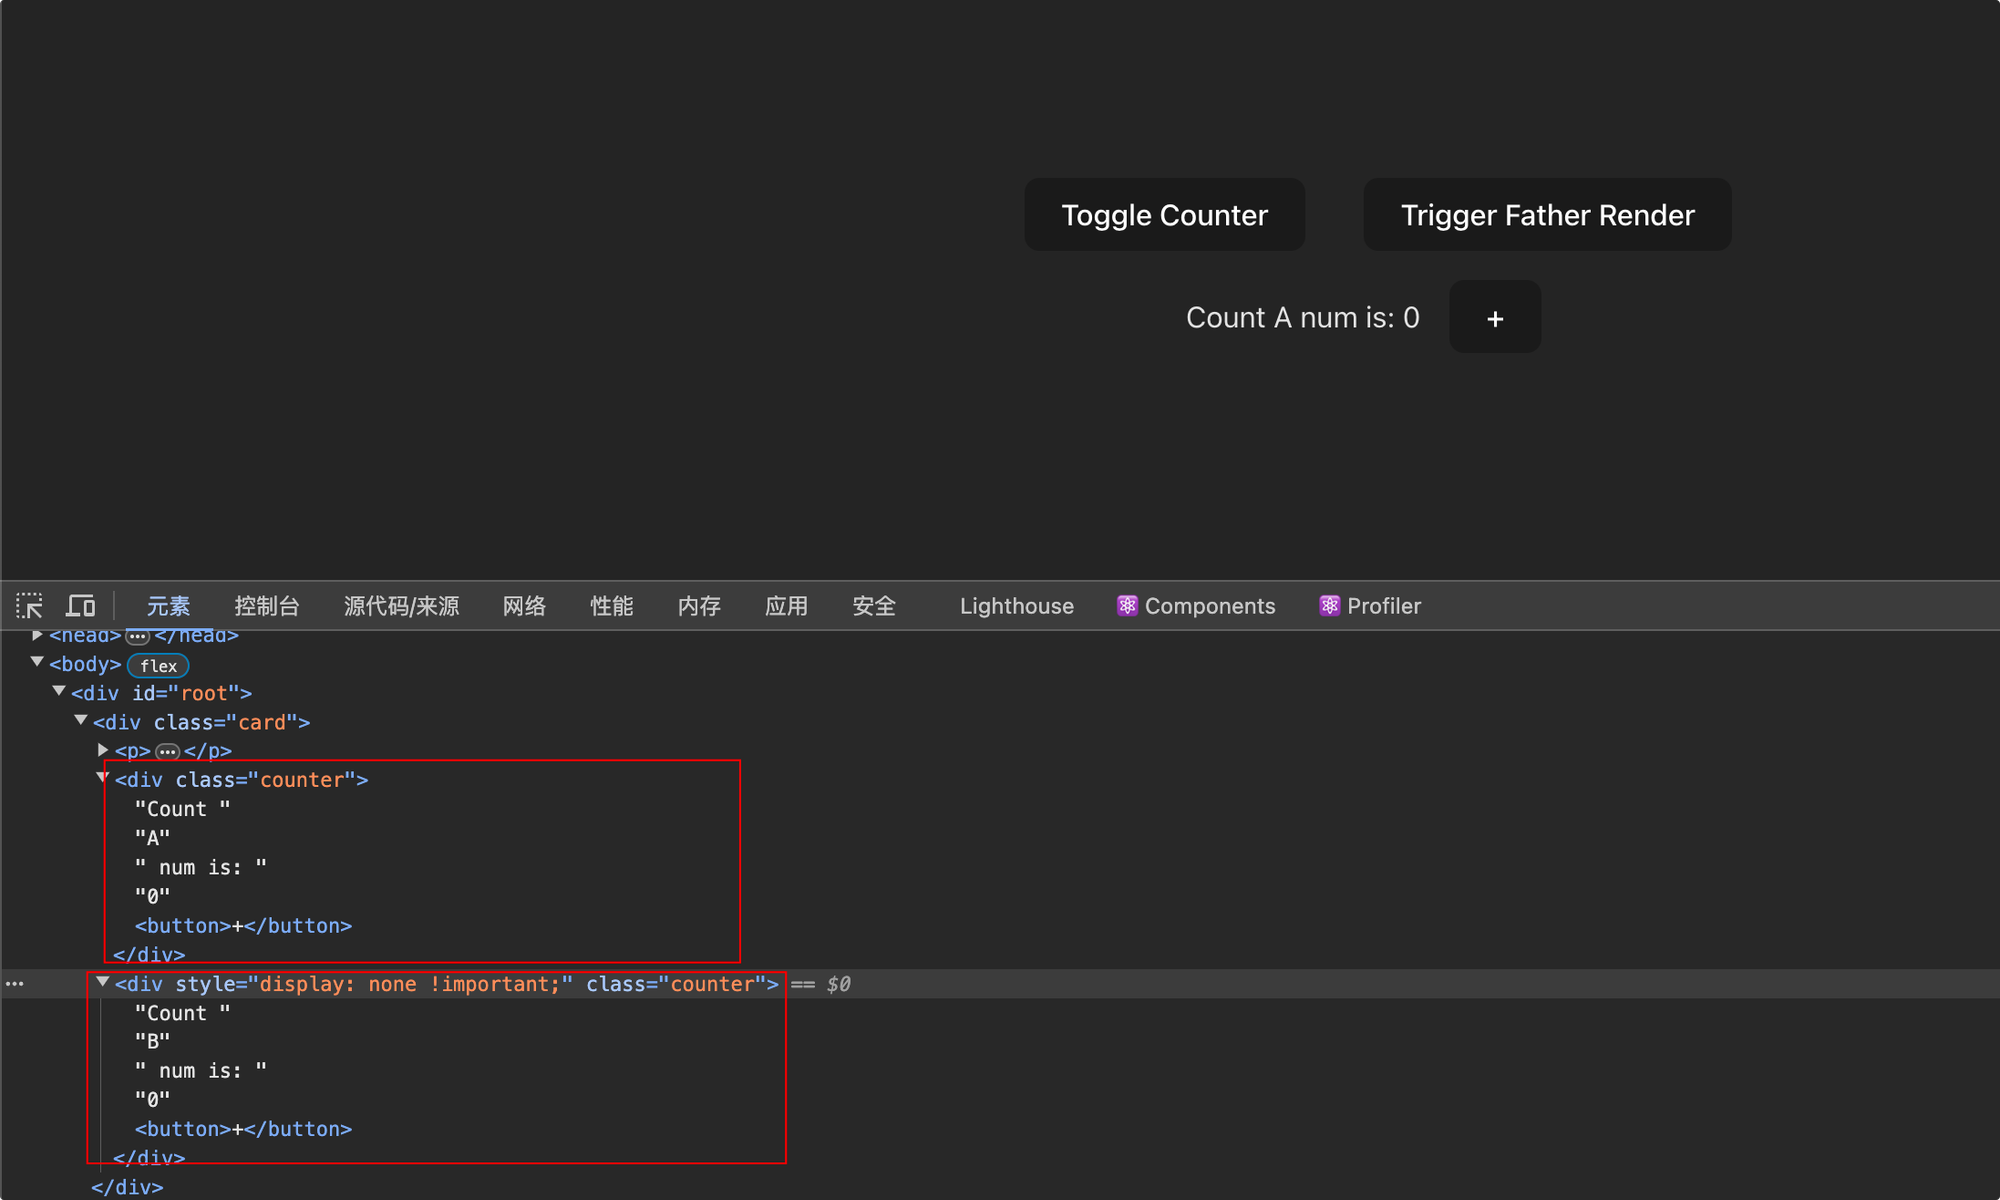 Toggle Counter Trigger Father Render
Count A num is: 0 +
元素 控制台 源代码/来源 网络 性能 内存 应用 安全 Lighthouse Components Profiler
<head>…</head>
<body> flex
<div id="root">
<div class="card">
<p>…</p>
<div class="counter">
"Count "
"A"
" num is: "
"0"
<button>+</button>
</div>
… <div style="display: none !important;" class="counter"> == $0
"Count "
"B"
" num is: "
"0"
<button>+</button>
</div>
</div>